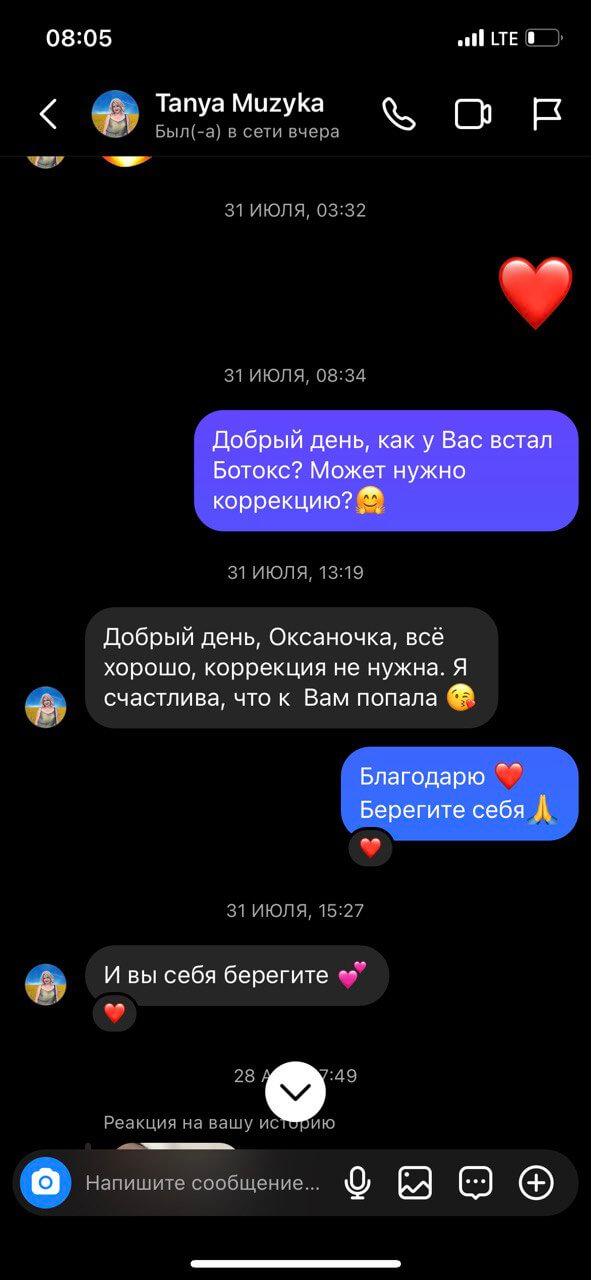 08:05
LTE
Tanya Muzyka
Был(-а) в сети вчера
31 ИЮЛЯ, 03:32
31 ИЮЛЯ, 08:34
Добрый день, как у Вас встал
Ботокс? Может нужно
коррекцию?🤗
31 ИЮЛЯ, 13:19
Добрый день, Оксаночка, всё
хорошо, коррекция не нужна. Я
счастлива, что к  Вам попала 😘
Благодарю ❤️
Берегите себя🙏
31 ИЮЛЯ, 15:27
И вы себя берегите 💕
28
7:49
Реакция на вашу историю
Напишите сообщение...